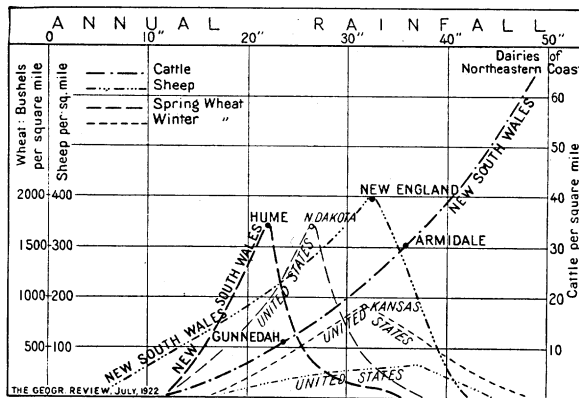 ANNUAL RAINFALL
0 10" 20" 30" 40" 50"
Wheat: Bushels
per square mile
Sheep per sq. mile
Cattle
Sheep
Spring Wheat
Winter "
Dairies of
Northeastern Coast
60
50
NEW SOUTH WALES
2000 400
40
NEW ENGLAND
HUME
N.DAKOTA
1500 300
30
ARMIDALE
NEW SOUTH WALES
UNITED STATES
Cattle per square mile
1000 200
20
KANSAS
UNITED STATES
NEW SOUTH WALES
GUNNEDAH
500 100
10
UNITED STATES
THE GEOGR. REVIEW, JULY, 1922